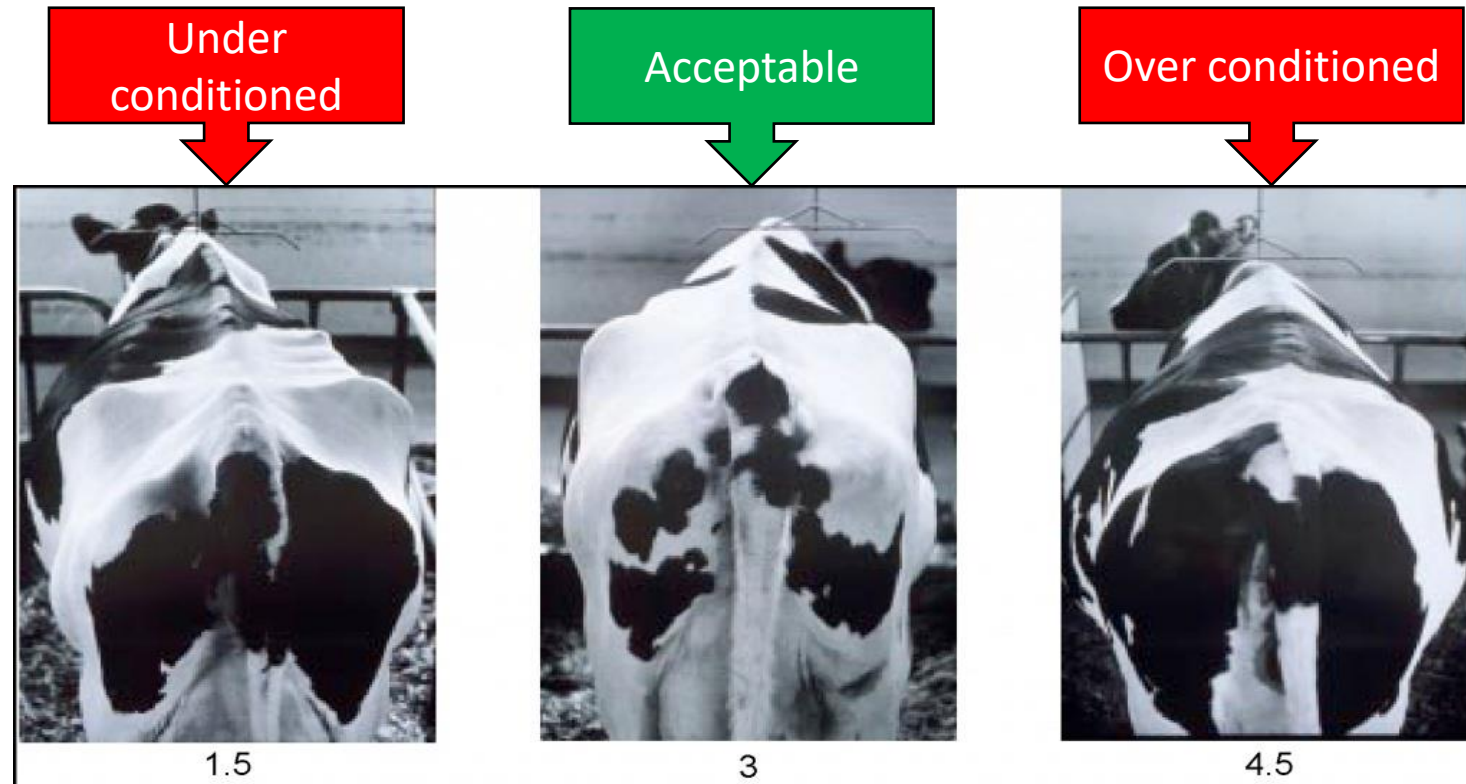 Under
conditioned
Acceptable
Over conditioned
1.5
3
4.5